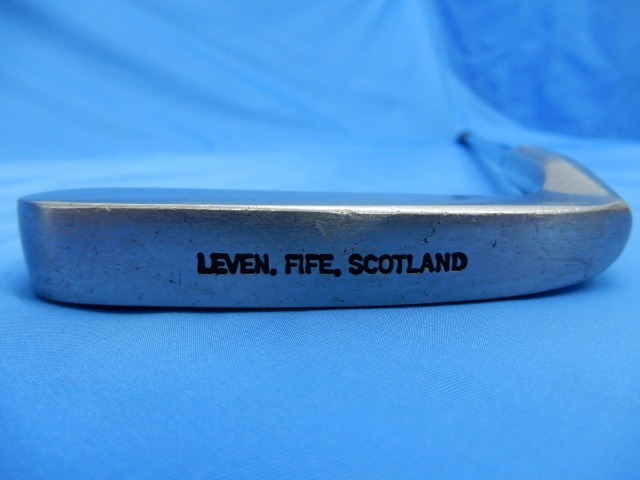 LEVEN. FIFE, SCOTLAND